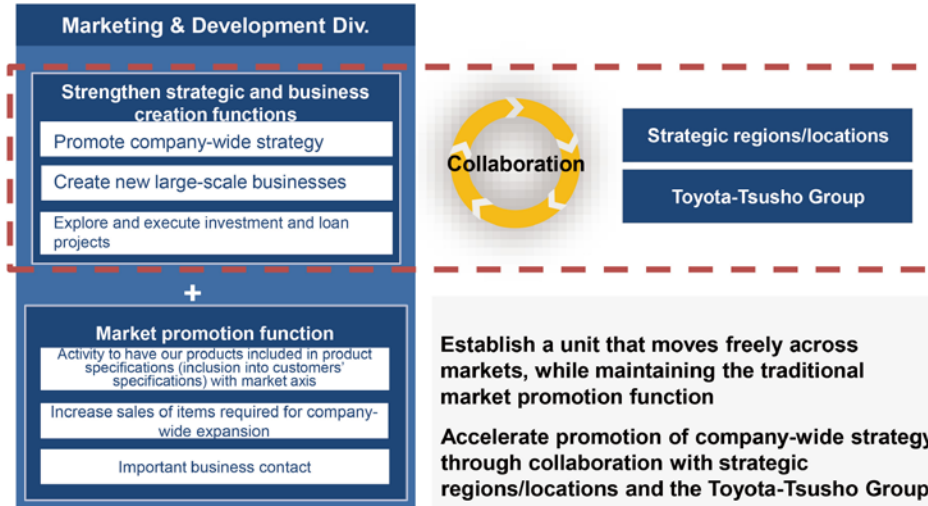 Marketing & Development Div.
Strengthen strategic and business
creation functions
Promote company-wide strategy
Create new large-scale businesses
Explore and execute investment and loan
projects
Collaboration
Strategic regions/locations
Toyota-Tsusho Group
+
Market promotion function
Activity to have our products included in product
specifications (inclusion into customers'
specifications) with market axis
Increase sales of items required for company-
wide expansion
Important business contact
Establish a unit that moves freely across
markets, while maintaining the traditional
market promotion function
Accelerate promotion of company-wide strategy
through collaboration with strategic
regions/locations and the Toyota-Tsusho Group